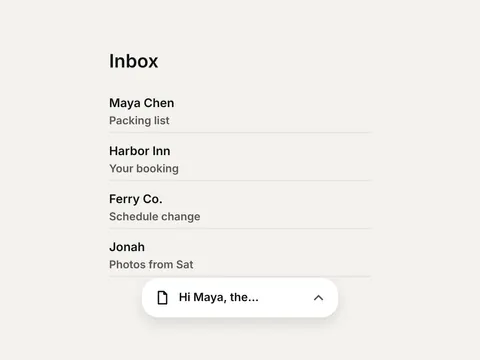 Inbox
Maya Chen
Packing list
Harbor Inn
Your booking
Ferry Co.
Schedule change
Jonah
Photos from Sat
Hi Maya, the...